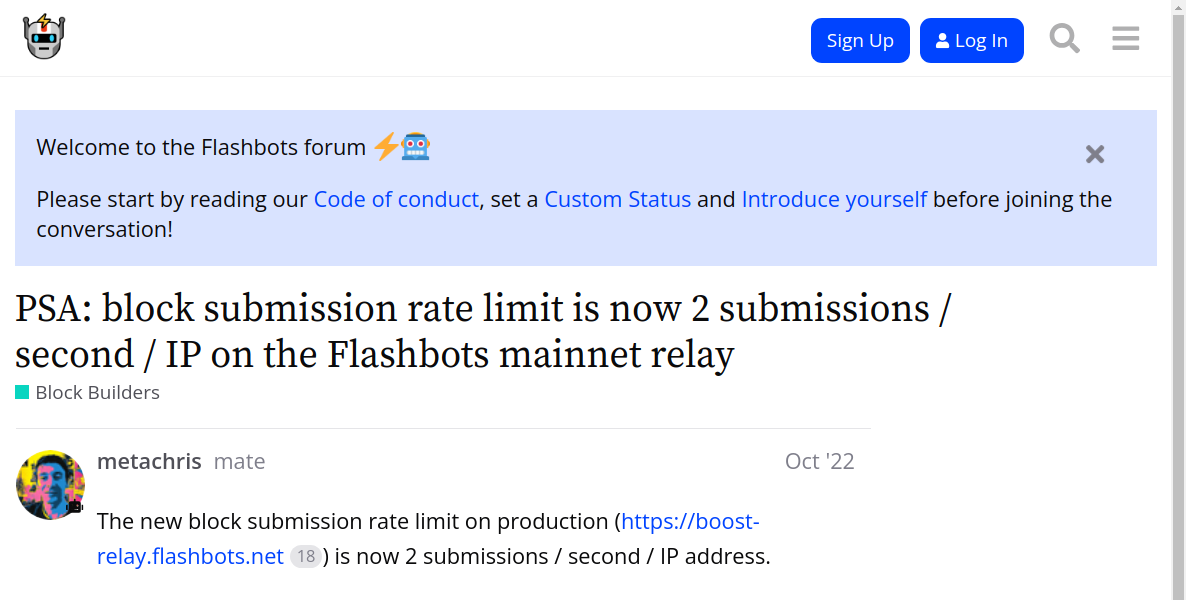 Sign Up
Log In
Welcome to the Flashbots forum
Please start by reading our Code of conduct, set a Custom Status and Introduce yourself before joining the
conversation!
PSA: block submission rate limit is now 2 submissions /
second / IP on the Flashbots mainnet relay
Block Builders
metachris mate Oct '22
The new block submission rate limit on production (https://boost-
relay.flashbots.net 18) is now 2 submissions / second / IP address.